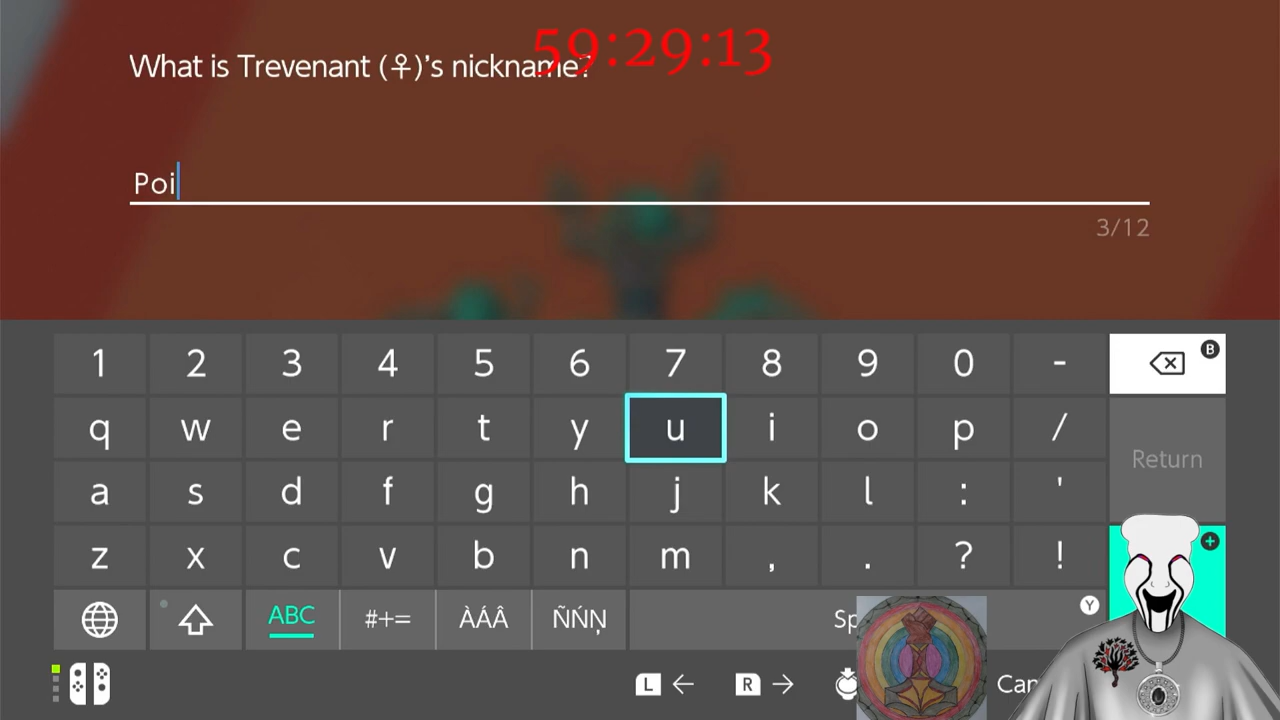 59:29:13
What is Trevenant (♀)'s nickname?
Poi
3/12
1 2 3 4 5 6 7 8 9 0 - B
q w e r t y u i o p /
Return
a s d f g h j k l : '
z x c v b n m , . ? ! +
ABC #+= ÀÁÂ ÑŃŅ Y
L ← R →